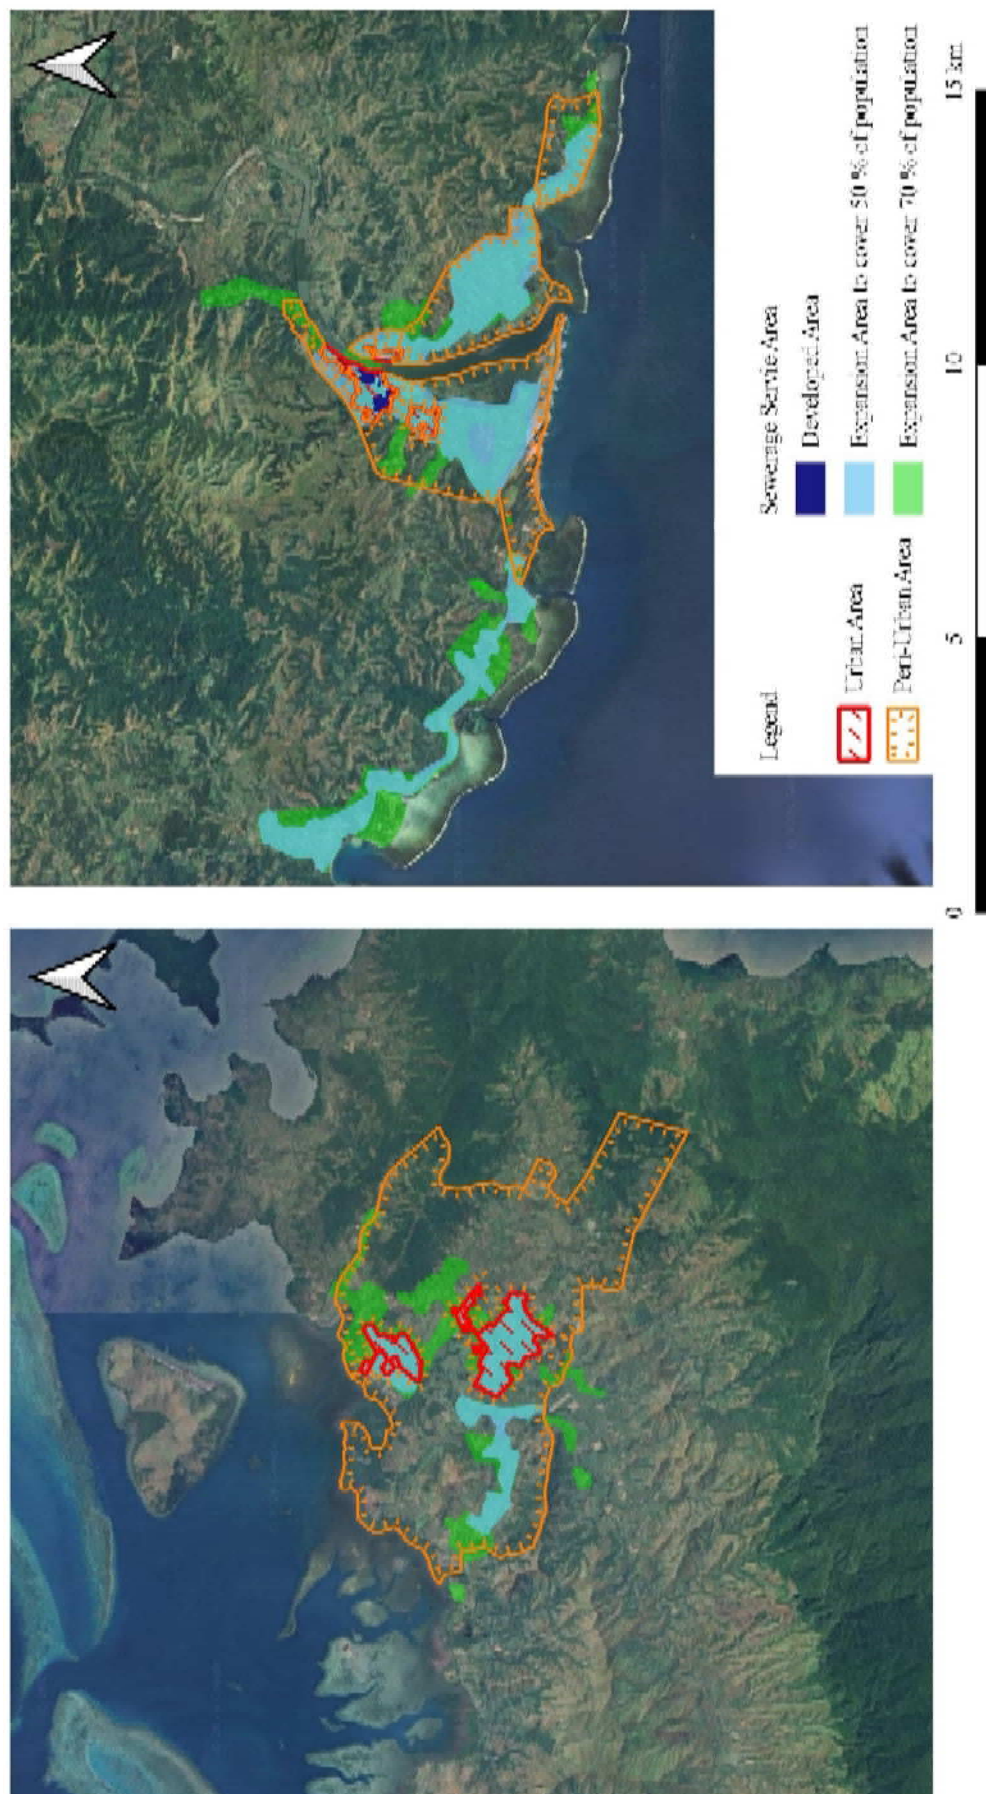 Legend
Urban Area
Peri-Urban Area
Sewerage Servie Area
Developed Area
Expansion Area to cover 50 % of population
Expansion Area to cover 70 % of population
0 5 10 15 km